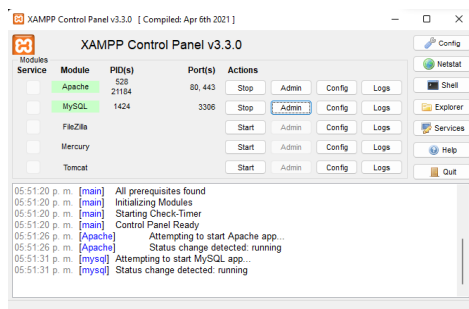 XAMPP Control Panel v3.3.0 [ Compiled: Apr 6th 2021 ]
XAMPP Control Panel v3.3.0
Config
Modules
Service Module PID(s) Port(s) Actions
Netstat
Apache 528 21184 80, 443 Stop Admin Config Logs
Shell
MySQL 1424 3306 Stop Admin Config Logs
Explorer
FileZilla Start Admin Config Logs
Services
Mercury Start Admin Config Logs
Help
Tomcat Start Admin Config Logs
Quit
05:51:20 p. m. [main] All prerequisites found
05:51:20 p. m. [main] Initializing Modules
05:51:20 p. m. [main] Starting Check-Timer
05:51:20 p. m. [main] Control Panel Ready
05:51:26 p. m. [Apache] Attempting to start Apache app...
05:51:26 p. m. [Apache] Status change detected: running
05:51:31 p. m. [mysql] Attempting to start MySQL app...
05:51:31 p. m. [mysql] Status change detected: running